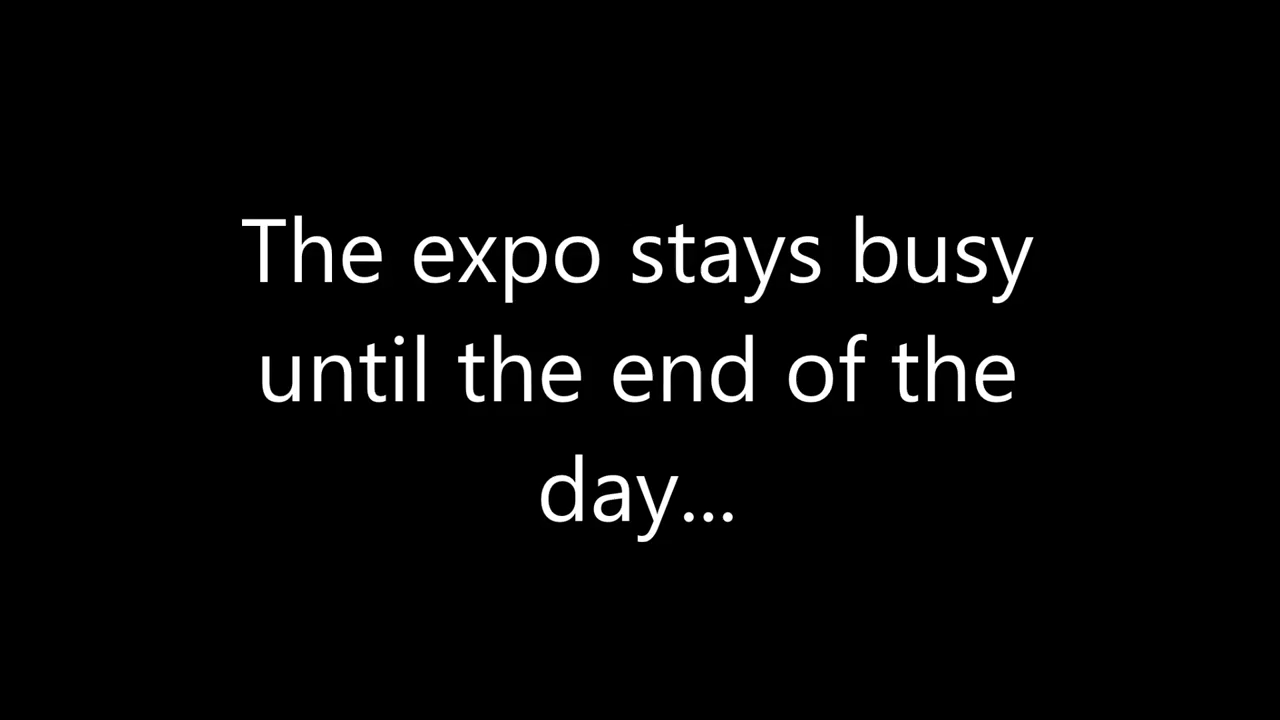 The expo stays busy
until the end of the
day...